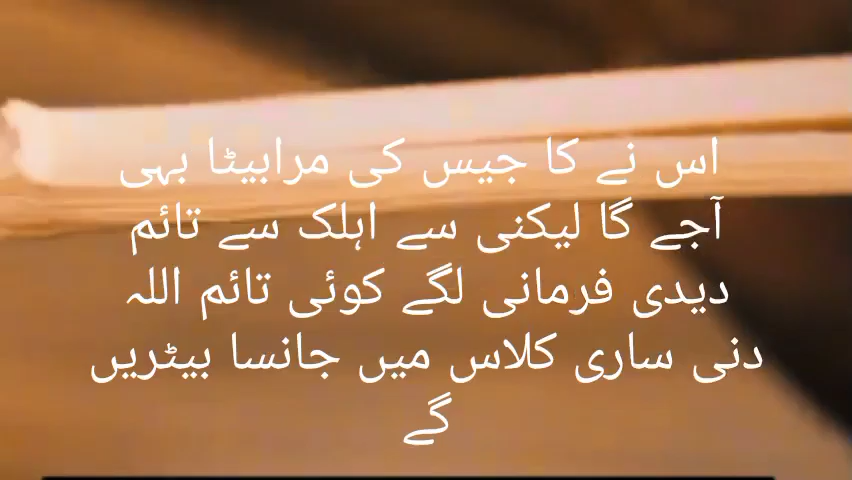 اس نے کا جیس کی مرابیٹا بہی
آجے گا لیکنی سے اہلک سے تائم
دیدی فرمانی لگے کوئی تائم اللہ
دنی ساری کلاس میں جانسا بیٹریں
گے